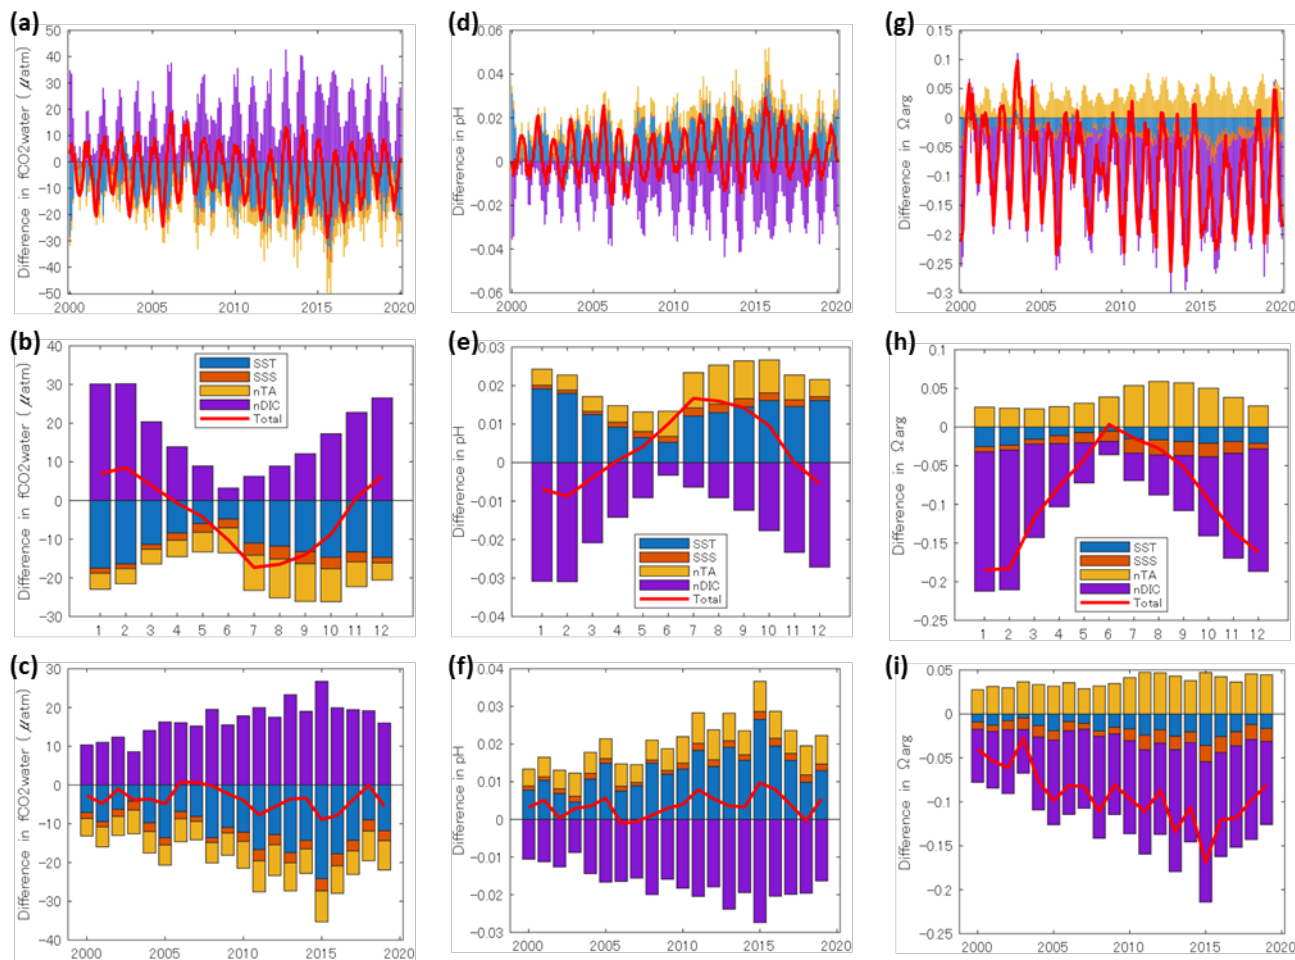 (a)
Difference in fCO2water (μatm)
50
40
30
20
10
0
−10
−20
−30
−40
−50
2000 2005 2010 2015 2020
(d)
Difference in pH
0.06
0.04
0.02
0
−0.02
−0.04
−0.06
2000 2005 2010 2015 2020
(g)
Difference in Ωarg
0.15
0.1
0.05
0
−0.05
−0.1
−0.15
−0.2
−0.25
−0.3
2000 2005 2010 2015 2020
(b)
Difference in fCO2water (μatm)
40
30
20
10
0
−10
−20
−30
SST
SSS
nTA
nDIC
Total
1 2 3 4 5 6 7 8 9 10 11 12
(e)
Difference in pH
0.03
0.02
0.01
0
−0.01
−0.02
−0.03
−0.04
SST
SSS
nTA
nDIC
Total
1 2 3 4 5 6 7 8 9 10 11 12
(h)
Difference in Ωarg
0.1
0.05
0
−0.05
−0.1
−0.15
−0.2
−0.25
SST
SSS
nTA
nDIC
Total
1 2 3 4 5 6 7 8 9 10 11 12
(c)
Difference in fCO2water (μatm)
30
20
10
0
−10
−20
−30
−40
2000 2005 2010 2015 2020
(f)
Difference in pH
0.04
0.03
0.02
0.01
0
−0.01
−0.02
−0.03
2000 2005 2010 2015 2020
(i)
Difference in Ωarg
0.05
0
−0.05
−0.1
−0.15
−0.2
−0.25
2000 2005 2010 2015 2020